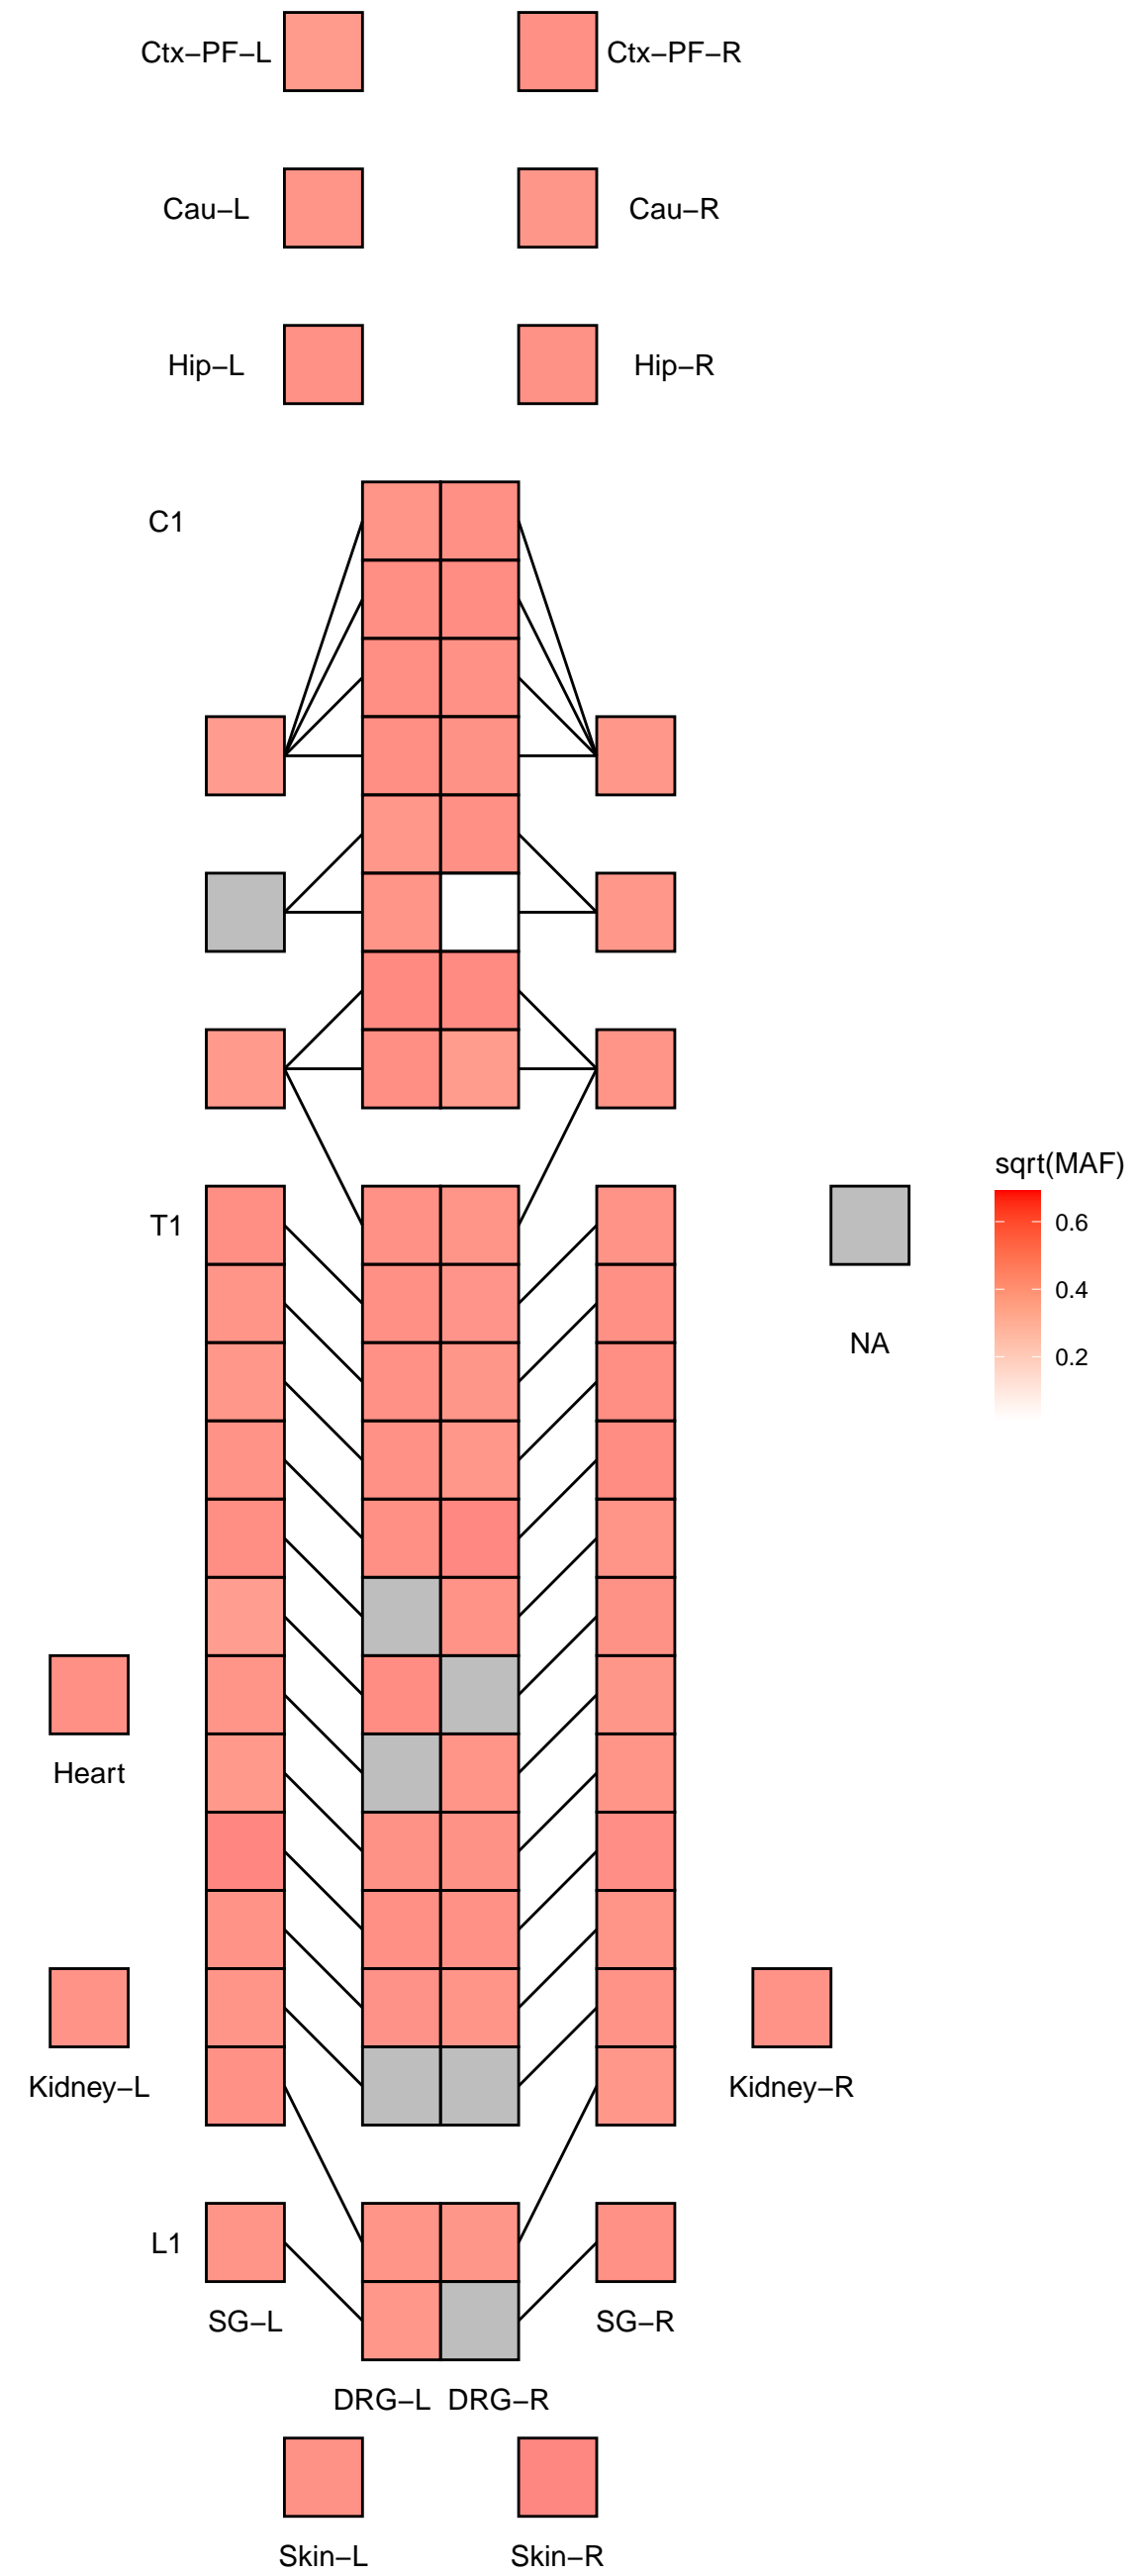 Ctx−PF−L
Ctx−PF−R
Cau−L
Cau−R
Hip−L
Hip−R
C1
sqrt(MAF)
T1
0.6
0.4
NA
0.2
Heart
Kidney−L
Kidney−R
L1
SG−L
SG−R
DRG−L DRG−R
Skin−L
Skin−R